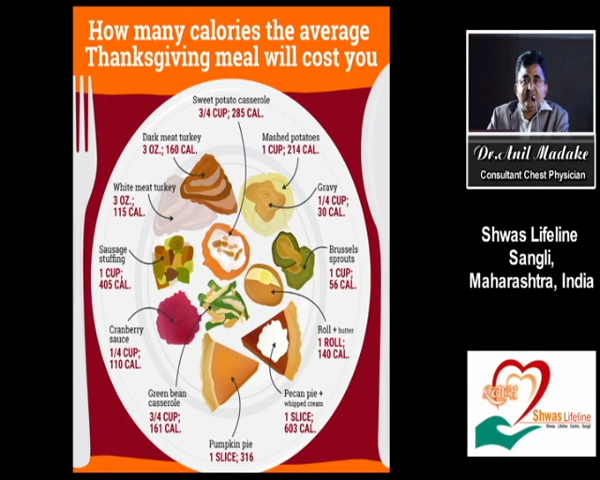 How many calories the average
Thanksgiving meal will cost you
Sweet potato casserole
3/4 CUP; 285 CAL.
Dark meat turkey
3 OZ.; 160 CAL.
Mashed potatoes
1 CUP; 214 CAL.
White meat turkey
3 OZ.;
115 CAL.
Gravy
1/4 CUP;
30 CAL.
Sausage
stuffing
1 CUP;
405 CAL.
Brussels
sprouts
1 CUP;
56 CAL.
Cranberry
sauce
1/4 CUP;
110 CAL.
Roll + butter
1 ROLL;
140 CAL.
Green bean
casserole
3/4 CUP;
161 CAL.
Pecan pie +
whipped cream
1 SLICE;
603 CAL.
Pumpkin pie
1 SLICE; 316
Dr.Anil Madake
Consultant Chest Physician
Shwas Lifeline
Sangli,
Maharashtra, India
श्वास
Shwas Lifeline
Shwas Lifeline Centre, Sangli